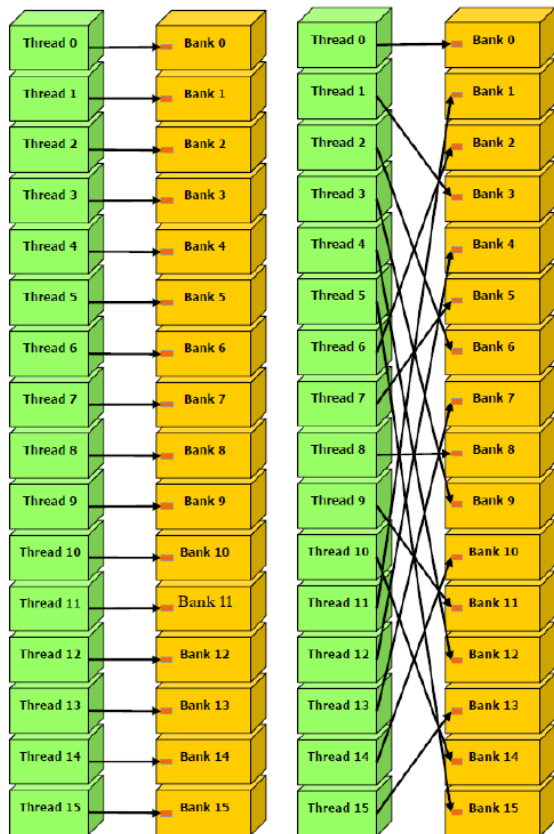 Thread 0 Bank 0 Thread 0 Bank 0
Thread 1 Bank 1 Thread 1 Bank 1
Thread 2 Bank 2 Thread 2 Bank 2
Thread 3 Bank 3 Thread 3 Bank 3
Thread 4 Bank 4 Thread 4 Bank 4
Thread 5 Bank 5 Thread 5 Bank 5
Thread 6 Bank 6 Thread 6 Bank 6
Thread 7 Bank 7 Thread 7 Bank 7
Thread 8 Bank 8 Thread 8 Bank 8
Thread 9 Bank 9 Thread 9 Bank 9
Thread 10 Bank 10 Thread 10 Bank 10
Thread 11 Bank 11 Thread 11 Bank 11
Thread 12 Bank 12 Thread 12 Bank 12
Thread 13 Bank 13 Thread 13 Bank 13
Thread 14 Bank 14 Thread 14 Bank 14
Thread 15 Bank 15 Thread 15 Bank 15